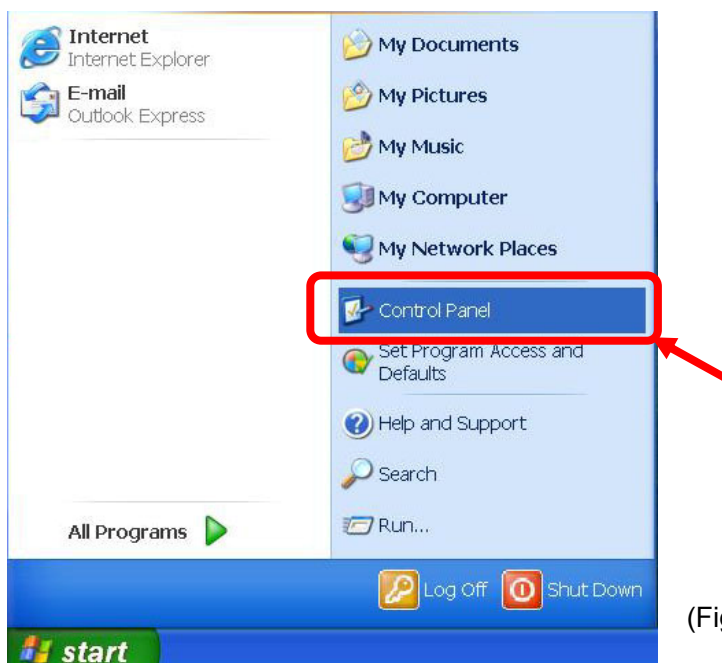 Internet
Internet Explorer
E-mail
Outlook Express
All Programs
My Documents
My Pictures
My Music
My Computer
My Network Places
Control Panel
Set Program Access and
Defaults
Help and Support
Search
Run...
Log Off
Shut Down
start